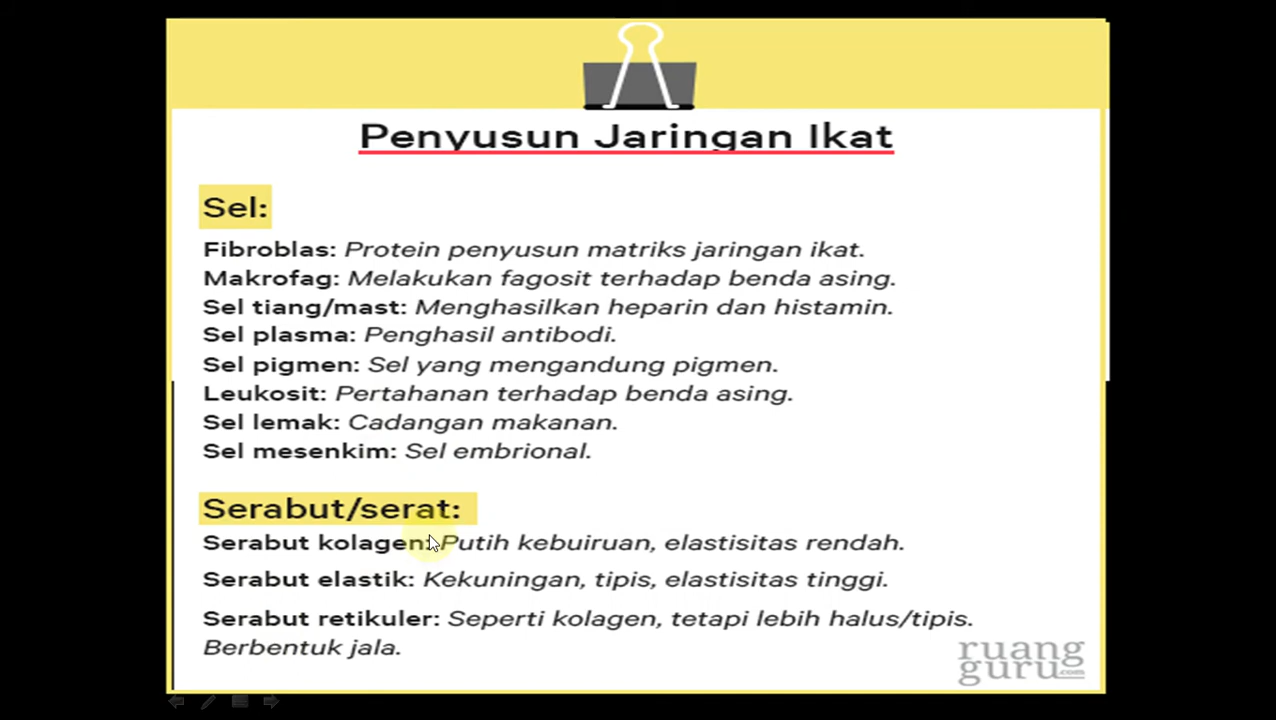 Penyusun Jaringan Ikat
Sel:
Fibroblas: Protein penyusun matriks jaringan ikat.
Makrofag: Melakukan fagosit terhadap benda asing.
Sel tiang/mast: Menghasilkan heparin dan histamin.
Sel plasma: Penghasil antibodi.
Sel pigmen: Sel yang mengandung pigmen.
Leukosit: Pertahanan terhadap benda asing.
Sel lemak: Cadangan makanan.
Sel mesenkim: Sel embrional.
Serabut/serat:
Serabut kolagen: Putih kebuiruan, elastisitas rendah.
Serabut elastik: Kekuningan, tipis, elastisitas tinggi.
Serabut retikuler: Seperti kolagen, tetapi lebih halus/tipis.
Berbentuk jala.
ruang
guru.com